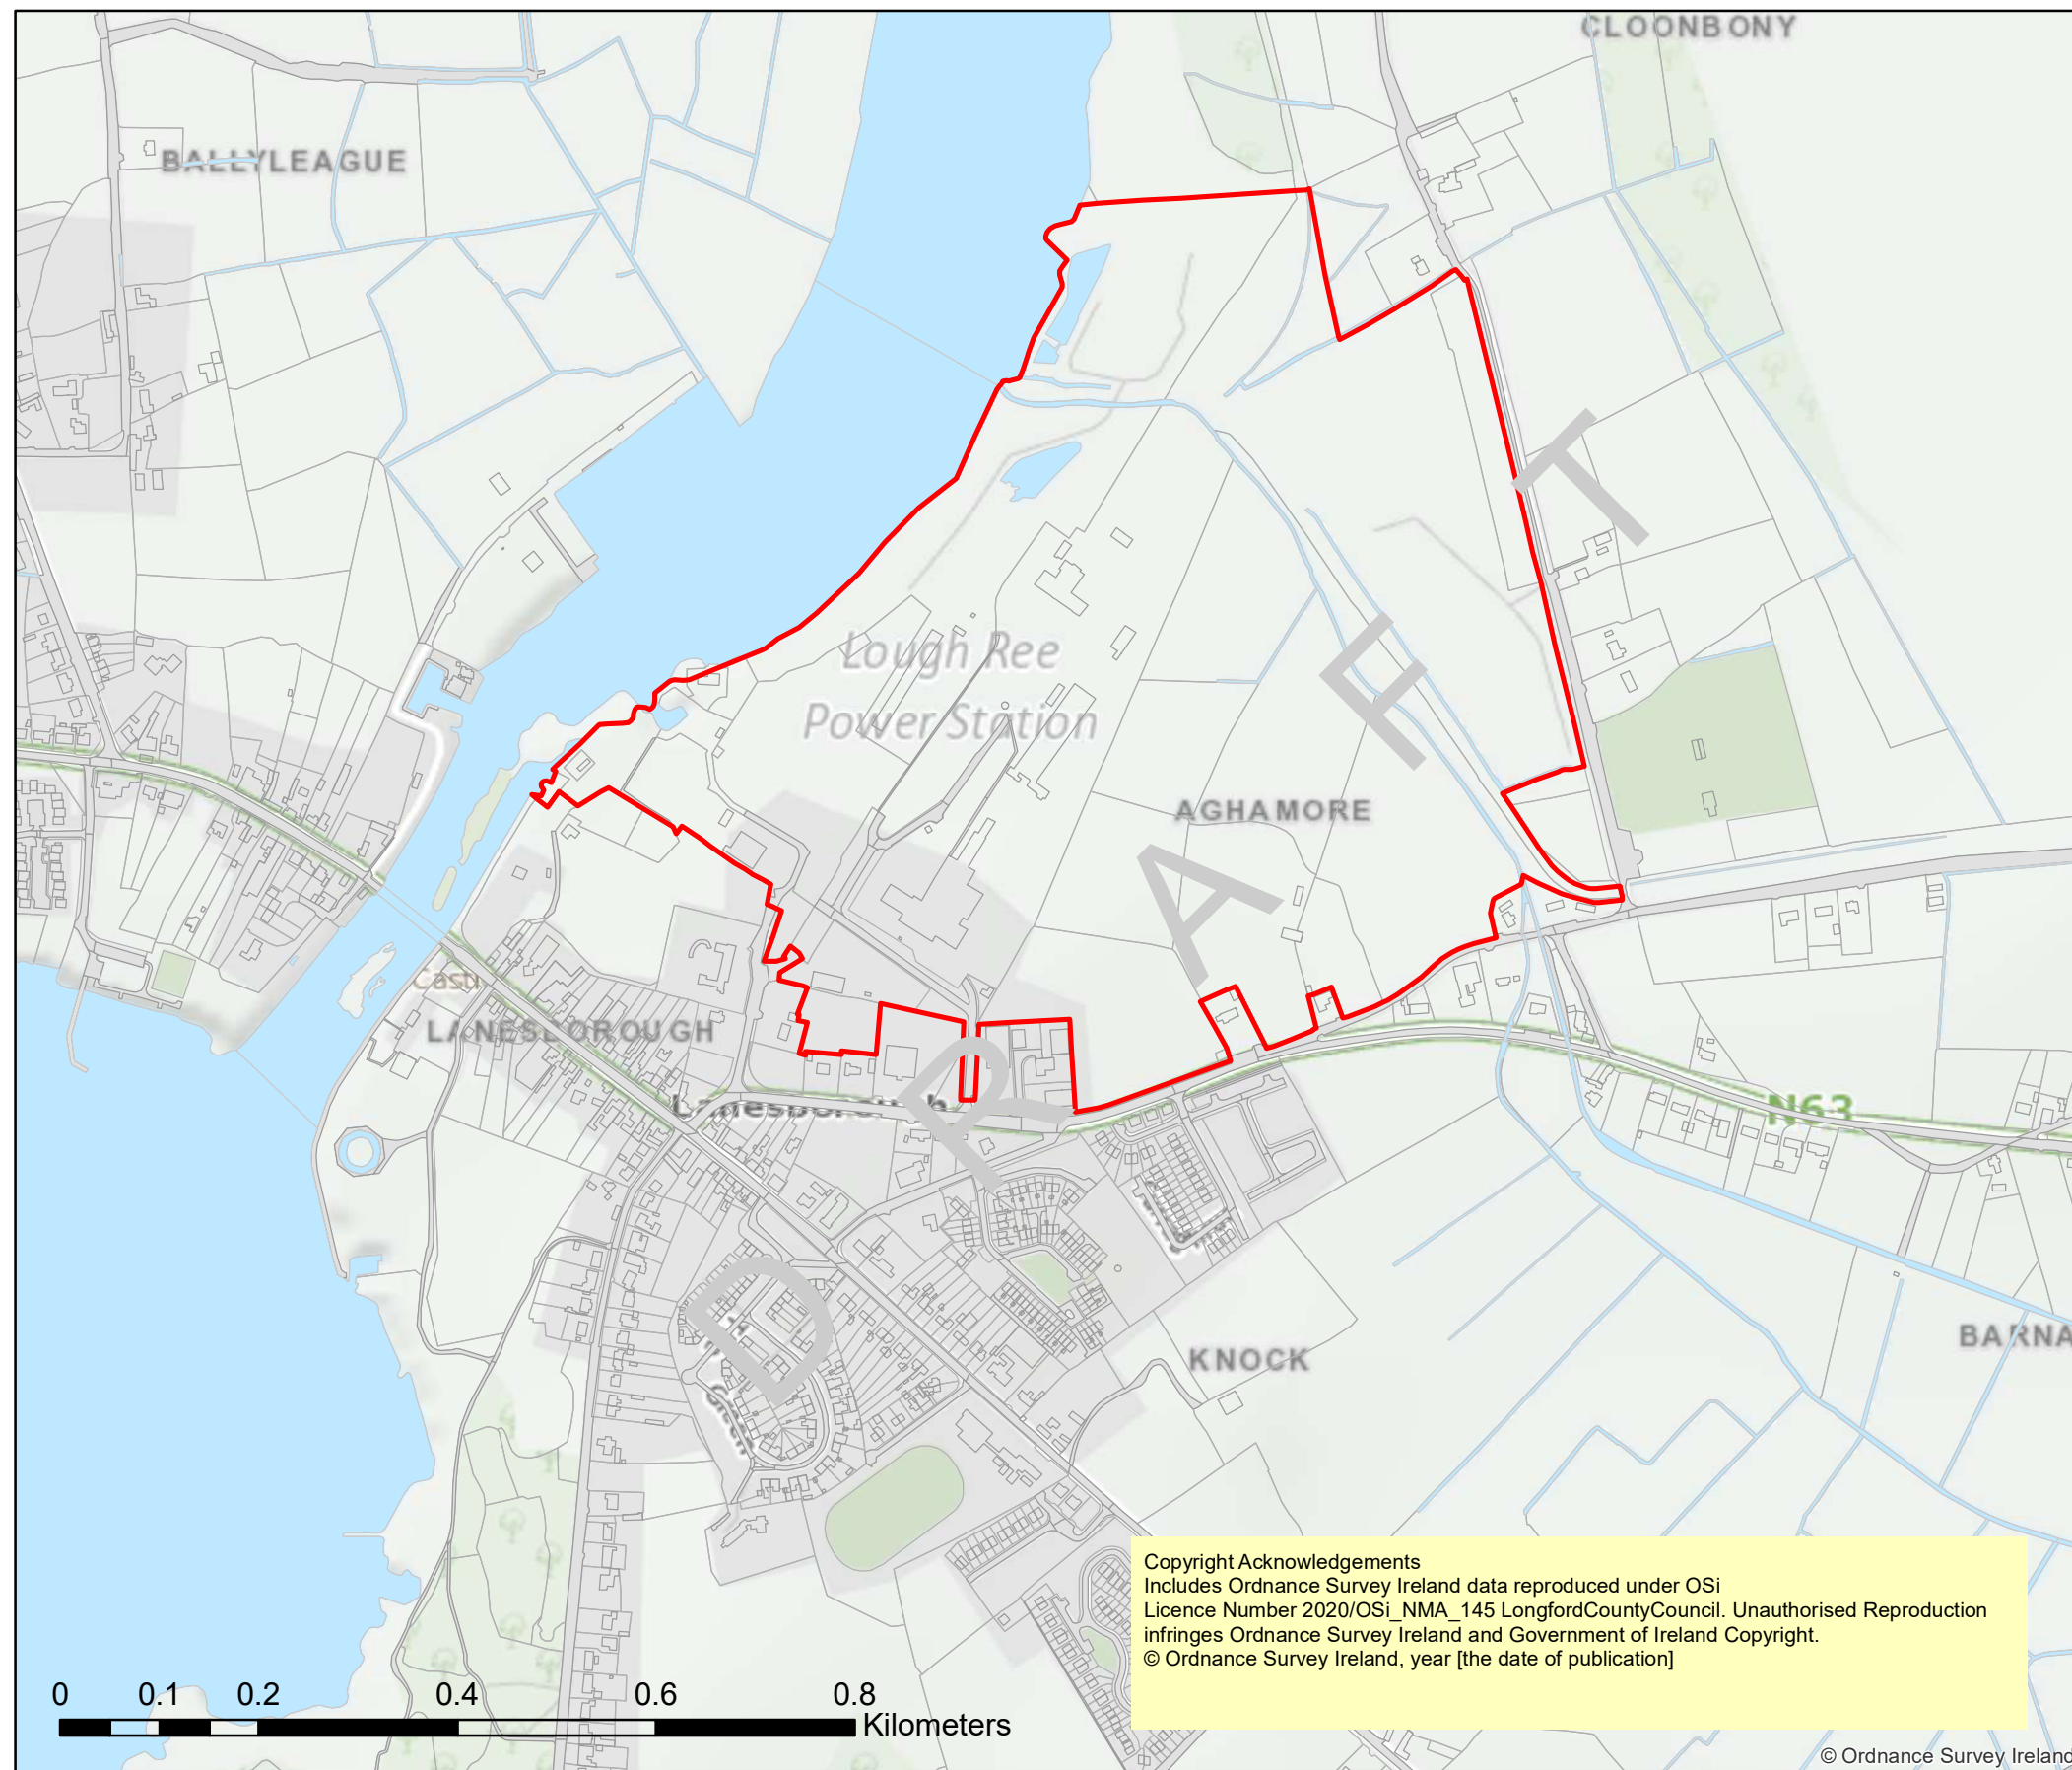 CLOONBONY
BALLYLEAGUE
Lough Ree
Power Station
AGHAMORE
LANESBOROUGH
Lanesborough
N63
KNOCK
BARNA
Green
DRAFT
Copyright Acknowledgements
Includes Ordnance Survey Ireland data reproduced under OSi
Licence Number 2020/OSi_NMA_145 LongfordCountyCouncil. Unauthorised Reproduction
infringes Ordnance Survey Ireland and Government of Ireland Copyright.
© Ordnance Survey Ireland, year [the date of publication]
0 0.1 0.2 0.4 0.6 0.8
Kilometers
© Ordnance Survey Ireland